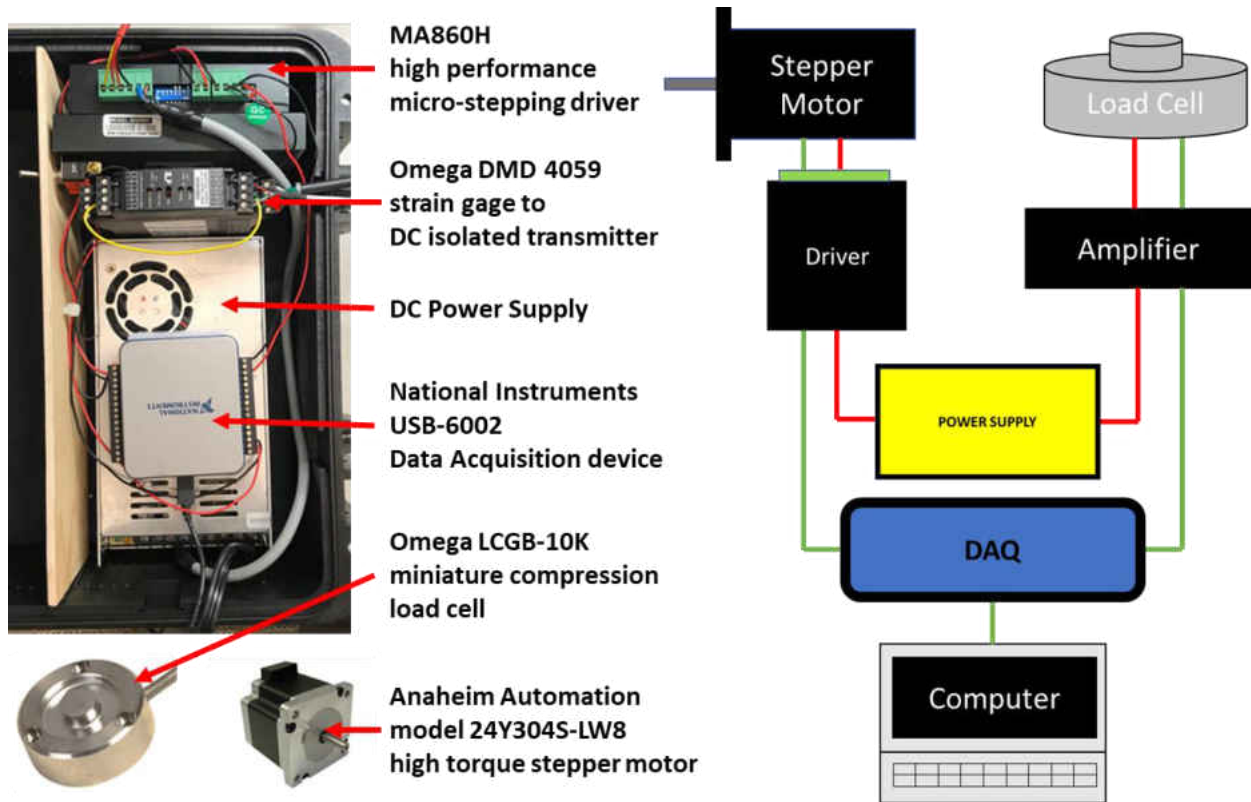 MA860H
high performance
micro-stepping driver
Omega DMD 4059
strain gage to
DC isolated transmitter
DC Power Supply
National Instruments
USB-6002
Data Acquisition device
Omega LCGB-10K
miniature compression
load cell
Anaheim Automation
model 24Y304S-LW8
high torque stepper motor
Stepper
Motor
Load Cell
Driver
Amplifier
POWER SUPPLY
DAQ
Computer